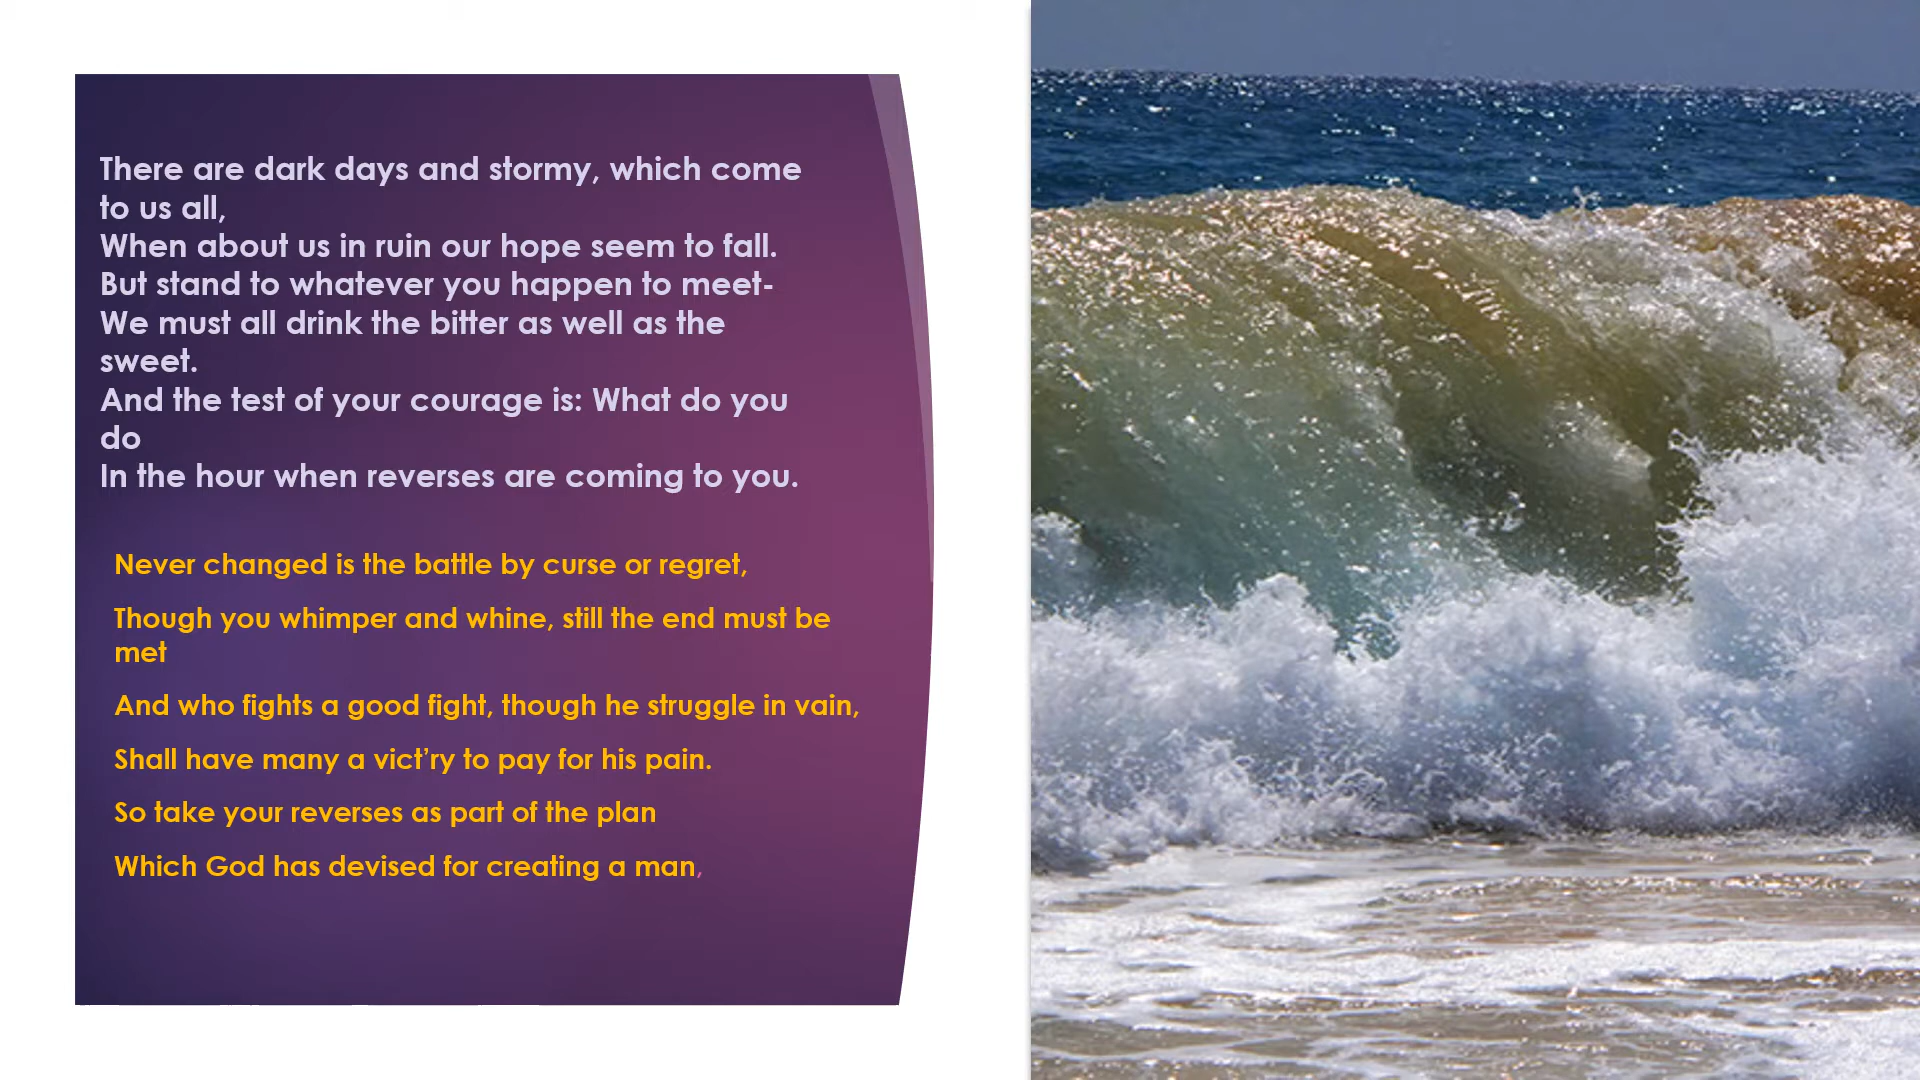 There are dark days and stormy, which come
to us all,
When about us in ruin our hope seem to fall.
But stand to whatever you happen to meet-
We must all drink the bitter as well as the
sweet.
And the test of your courage is: What do you
do
In the hour when reverses are coming to you.
Never changed is the battle by curse or regret,
Though you whimper and whine, still the end must be
met
And who fights a good fight, though he struggle in vain,
Shall have many a vict’ry to pay for his pain.
So take your reverses as part of the plan
Which God has devised for creating a man,